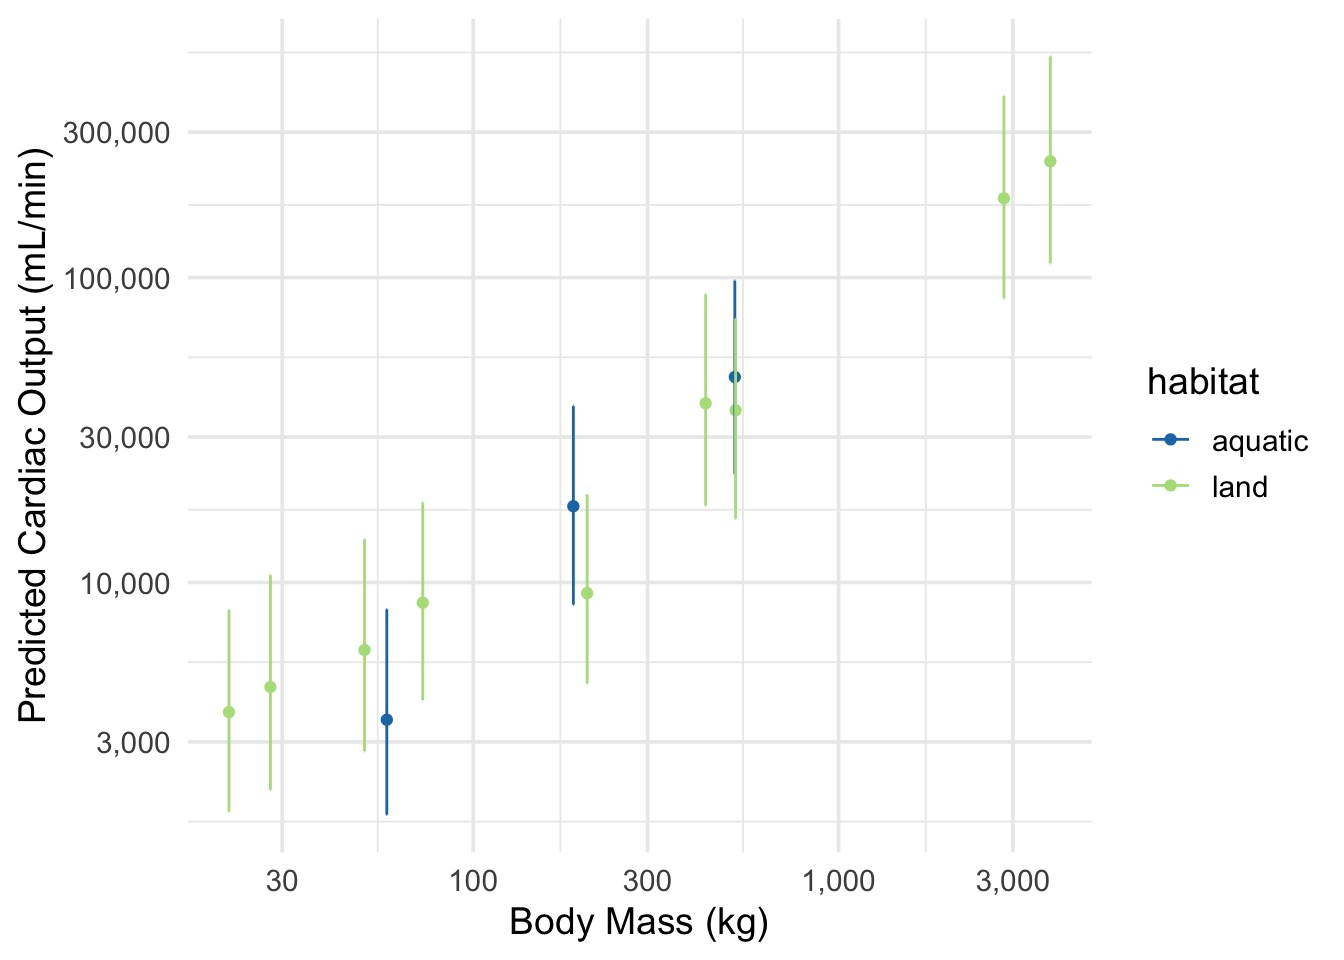 300,000
100,000
30,000
10,000
3,000
Predicted Cardiac Output (mL/min)
30
100
300
1,000
3,000
Body Mass (kg)
habitat
aquatic
land